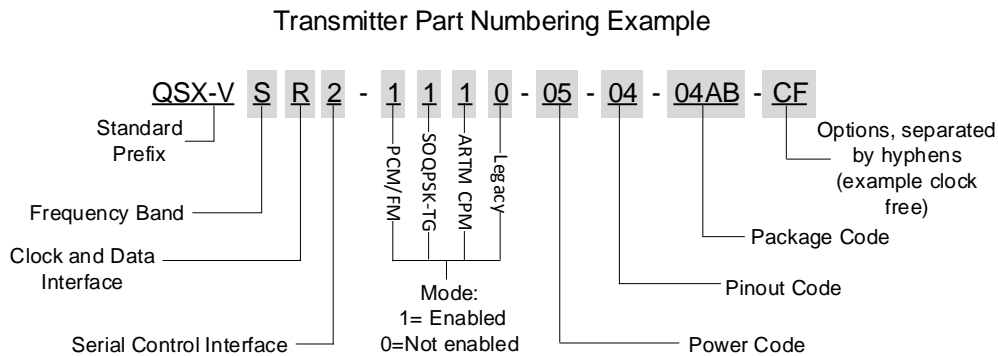 Transmitter Part Numbering Example
QSX-V S R 2 - 1 1 1 0 - 05 - 04 - 04AB - CF
Standard
Prefix
PCM/FM
SOQPSK-TG
ARTM CPM
Legacy
Options, separated
by hyphens
(example clock
free)
Frequency Band
Package Code
Clock and Data
Interface
Pinout Code
Mode:
1= Enabled
0=Not enabled
Serial Control Interface
Power Code